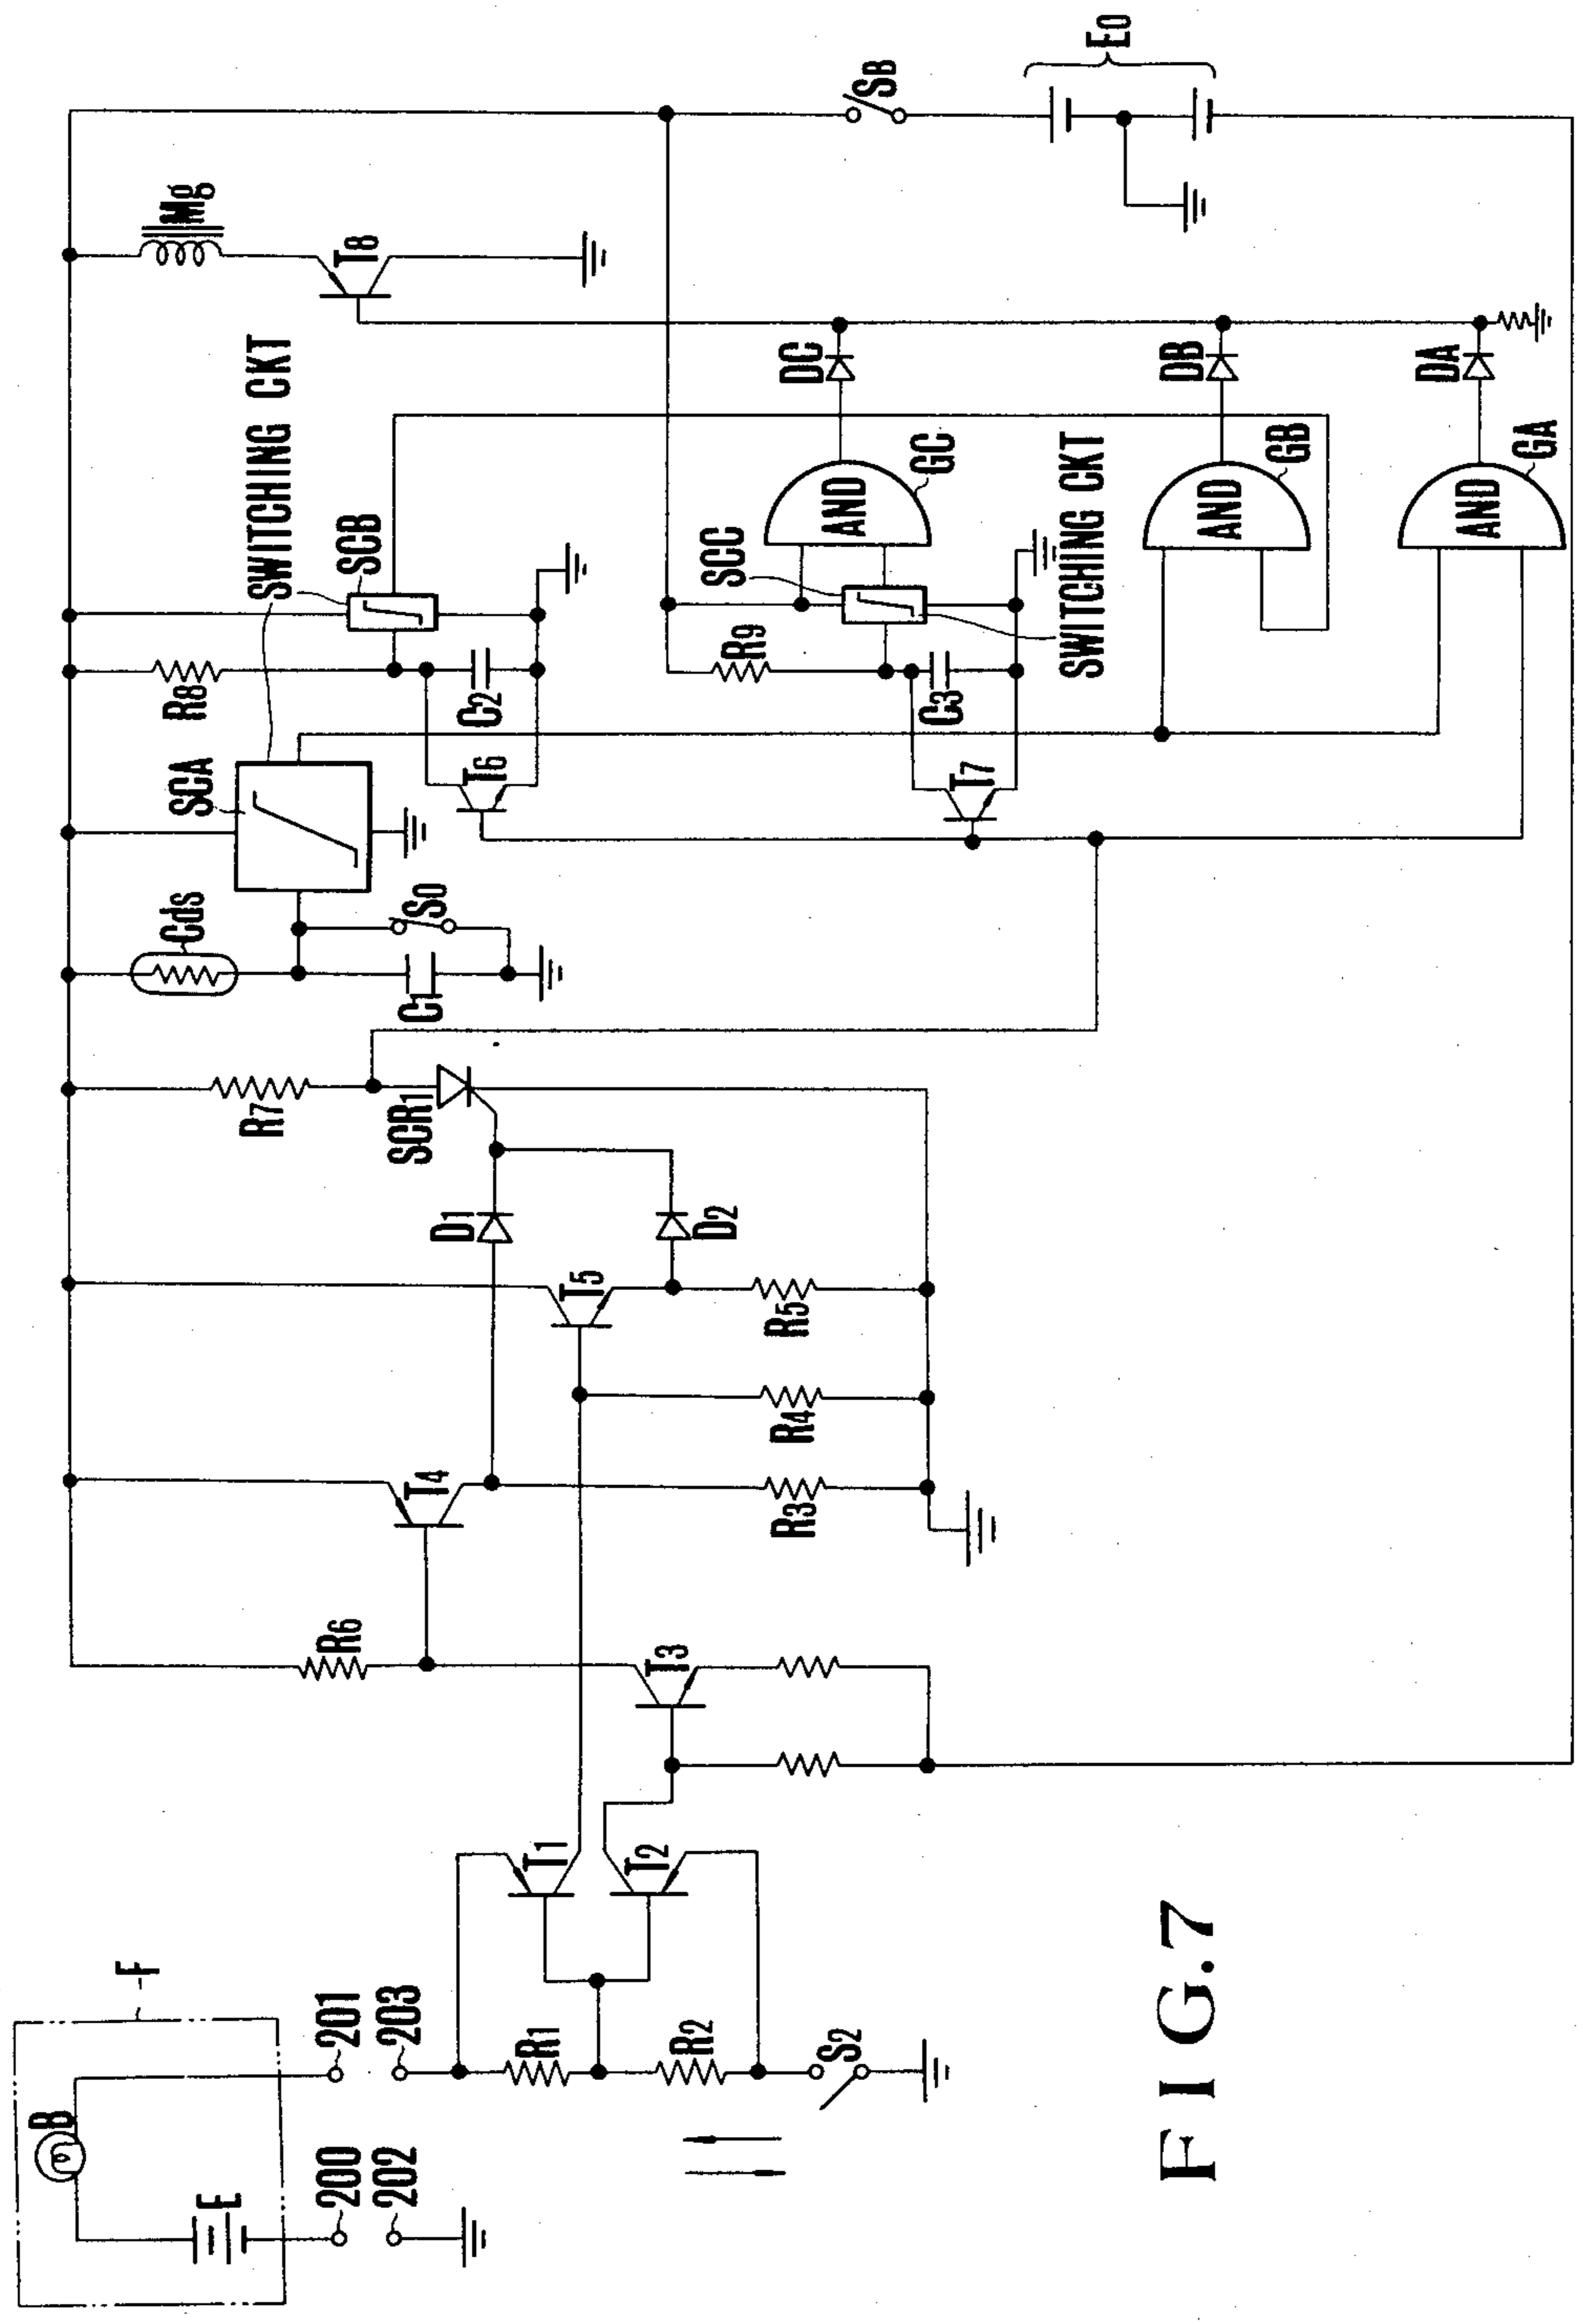 F
B
E
201
203
200
202
R1
R2
S2
T1
T2
T3
R6
T4
R3
R4
T5
R5
D1
D2
R7
SCR1
Cds
C1
S0
SCA
SWITCHING CKT
SCB
R8
C2
T6
R9
SCC
C3
T7
SWITCHING CKT
AND
GC
AND
GB
AND
GA
DC
DB
DA
Mg
T8
SB
E0
FIG.7